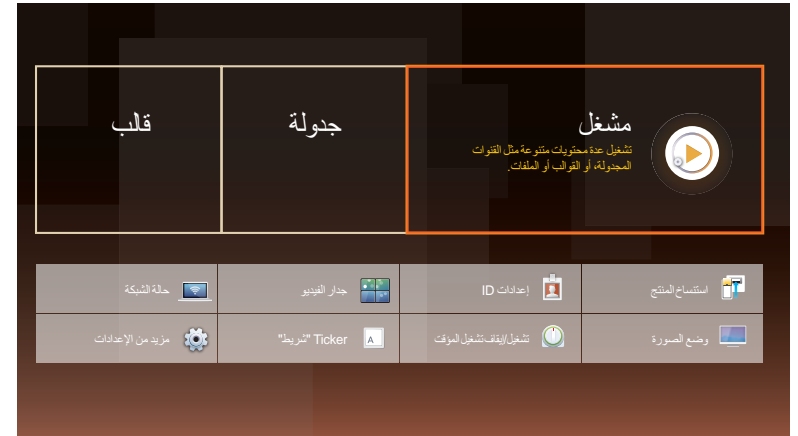 مشغل
تشغيل عدة محتويات متنوعة مثل القنوات
المجدولة، أو القوالب أو الملفات.
جدولة
قالب
استنساخ المنتج
إعدادات ID
جدار الفيديو
حالة الشبكة
وضع الصورة
تشغيل/إيقاف تشغيل المؤقت
Ticker "شريط"
A
مزيد من الإعدادات